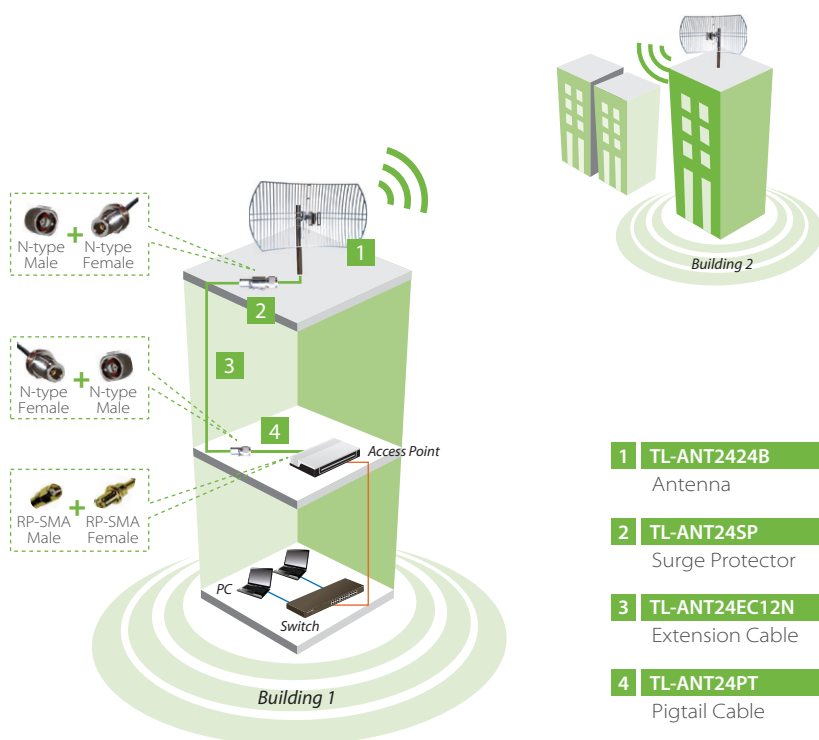 Building 2
N-type
Male
N-type
Female
1
2
3
N-type
Female
N-type
Male
4
Access Point
RP-SMA
Male
RP-SMA
Female
PC
Switch
Building 1
1 TL-ANT2424B
Antenna
2 TL-ANT24SP
Surge Protector
3 TL-ANT24EC12N
Extension Cable
4 TL-ANT24PT
Pigtail Cable